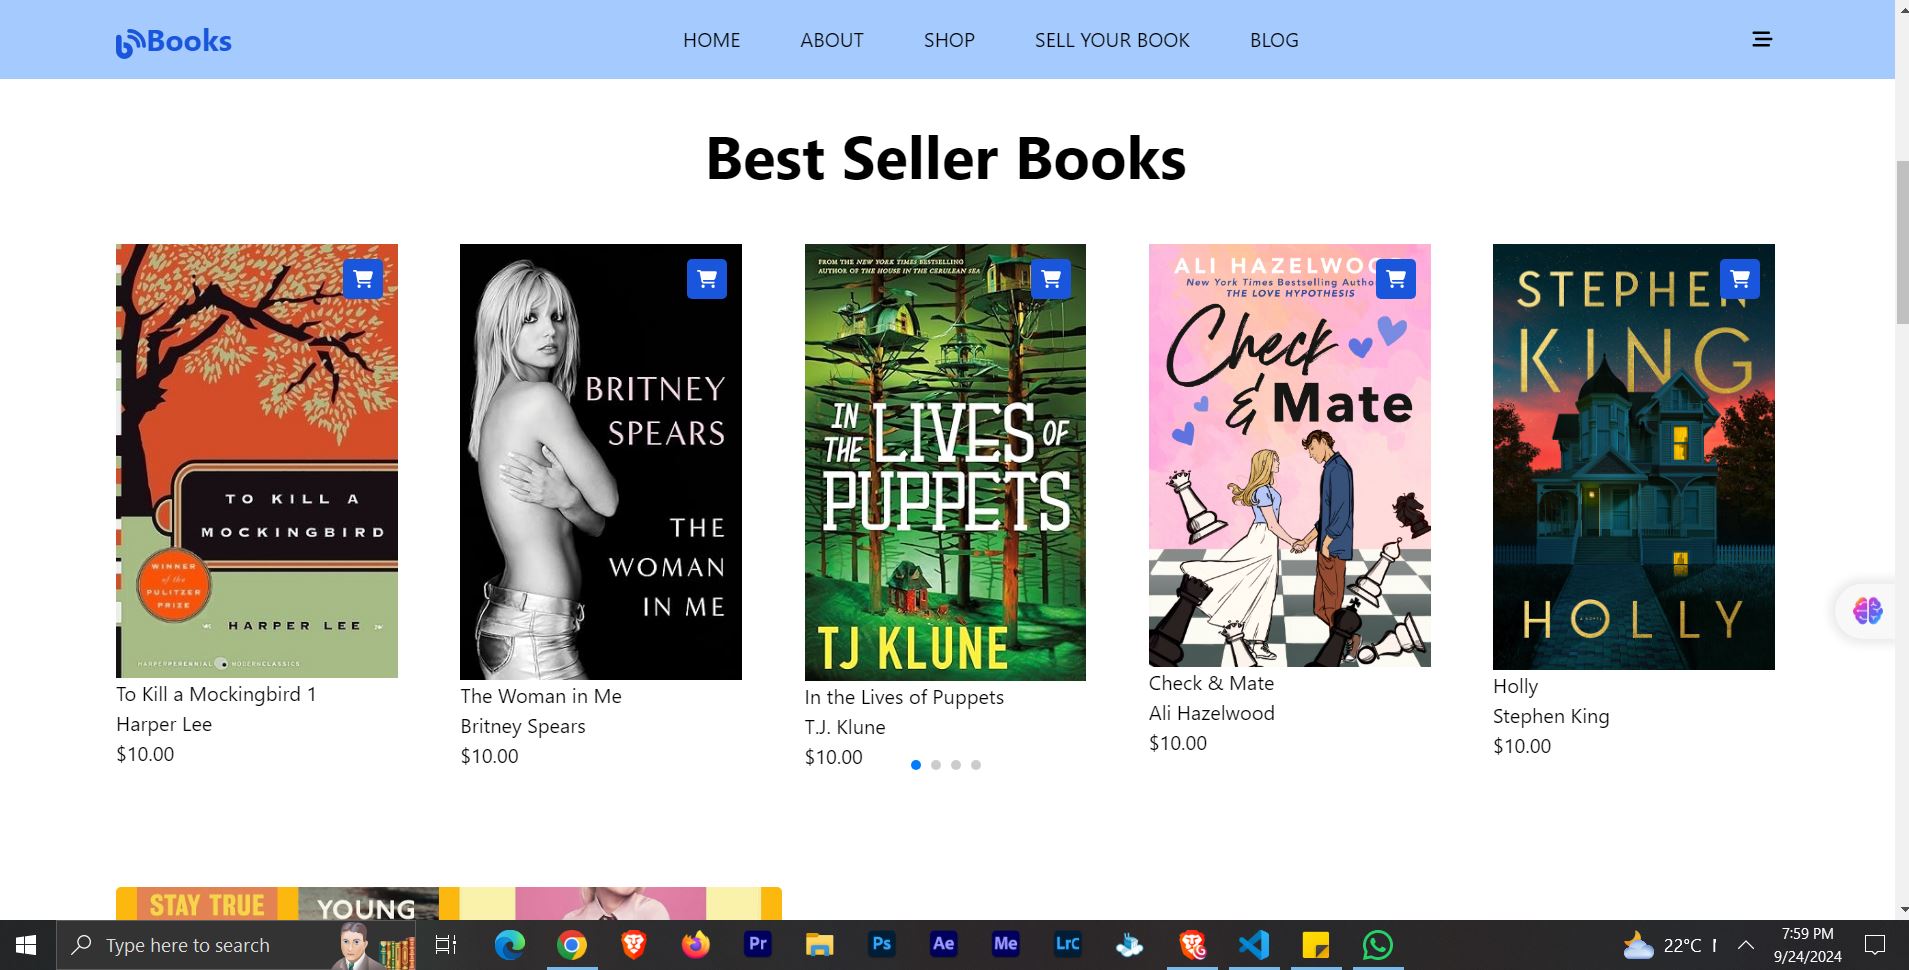 Books
HOME
ABOUT
SHOP
SELL YOUR BOOK
BLOG
Best Seller Books
TO KILL A
MOCKINGBIRD
WINNER
of the
PULITZER
PRIZE
HARPER LEE
HARPERPERENNIAL MODERNCLASSICS
To Kill a Mockingbird 1
Harper Lee
$10.00
BRITNEY
SPEARS
THE
WOMAN
IN ME
The Woman in Me
Britney Spears
$10.00
FROM THE NEW YORK TIMES BESTSELLING
AUTHOR OF THE HOUSE IN THE CERULEAN SEA
IN THE LIVES OF
PUPPETS
TJ KLUNE
In the Lives of Puppets
T.J. Klune
$10.00
ALI HAZELWOO
New York Times Bestselling Autho
THE LOVE HYPOTHESIS
Check
& Mate
Check & Mate
Ali Hazelwood
$10.00
STEPHEN
KING
HOLLY
A NOVEL
Holly
Stephen King
$10.00
STAY TRUE
YOUNG
Type here to search
Pr
Ps
Ae
Me
LrC
22°C
7:59 PM
9/24/2024